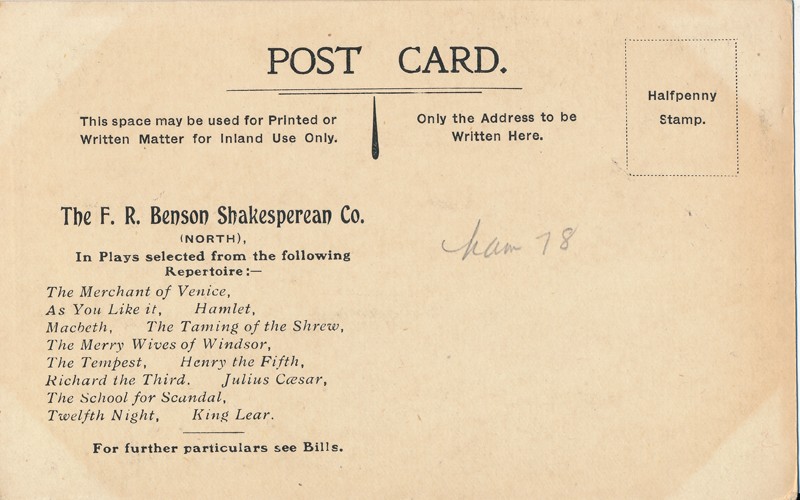 POST CARD.
This space may be used for Printed or
Written Matter for Inland Use Only.
Only the Address to be
Written Here.
Halfpenny
Stamp.
The F. R. Benson Shakesperean Co.
(NORTH),
In Plays selected from the following
Repertoire:—
The Merchant of Venice,
As You Like it, Hamlet,
Macbeth, The Taming of the Shrew,
The Merry Wives of Windsor,
The Tempest, Henry the Fifth,
Richard the Third. Julius Cæsar,
The School for Scandal,
Twelfth Night, King Lear.
For further particulars see Bills.
78